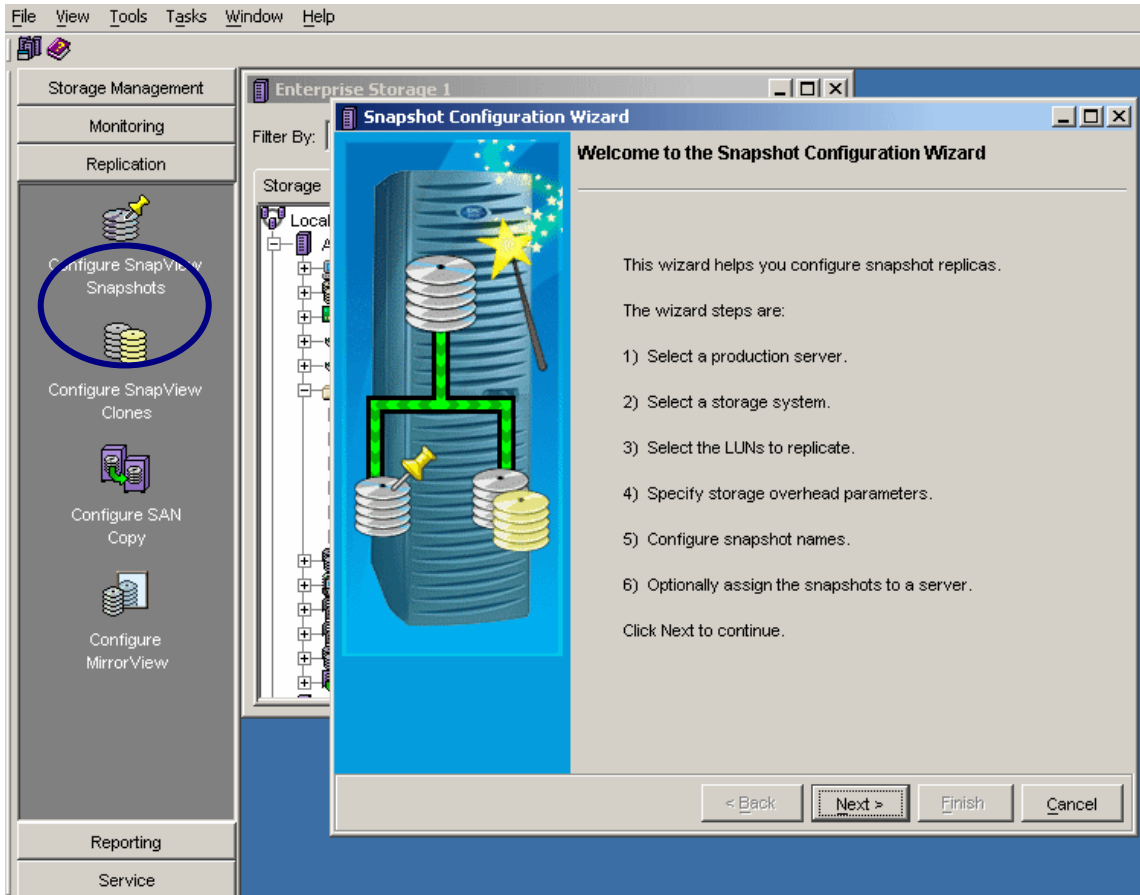 File View Tools Tasks Window Help
Storage Management
Monitoring
Replication
Configure SnapView
Snapshots
Configure SnapView
Clones
Configure SAN
Copy
Configure
MirrorView
Reporting
Service
Enterprise Storage 1
Filter By:
Storage
Local
A
Snapshot Configuration Wizard
Welcome to the Snapshot Configuration Wizard
This wizard helps you configure snapshot replicas.
The wizard steps are:
1) Select a production server.
2) Select a storage system.
3) Select the LUNs to replicate.
4) Specify storage overhead parameters.
5) Configure snapshot names.
6) Optionally assign the snapshots to a server.
Click Next to continue.
< Back Next > Finish Cancel